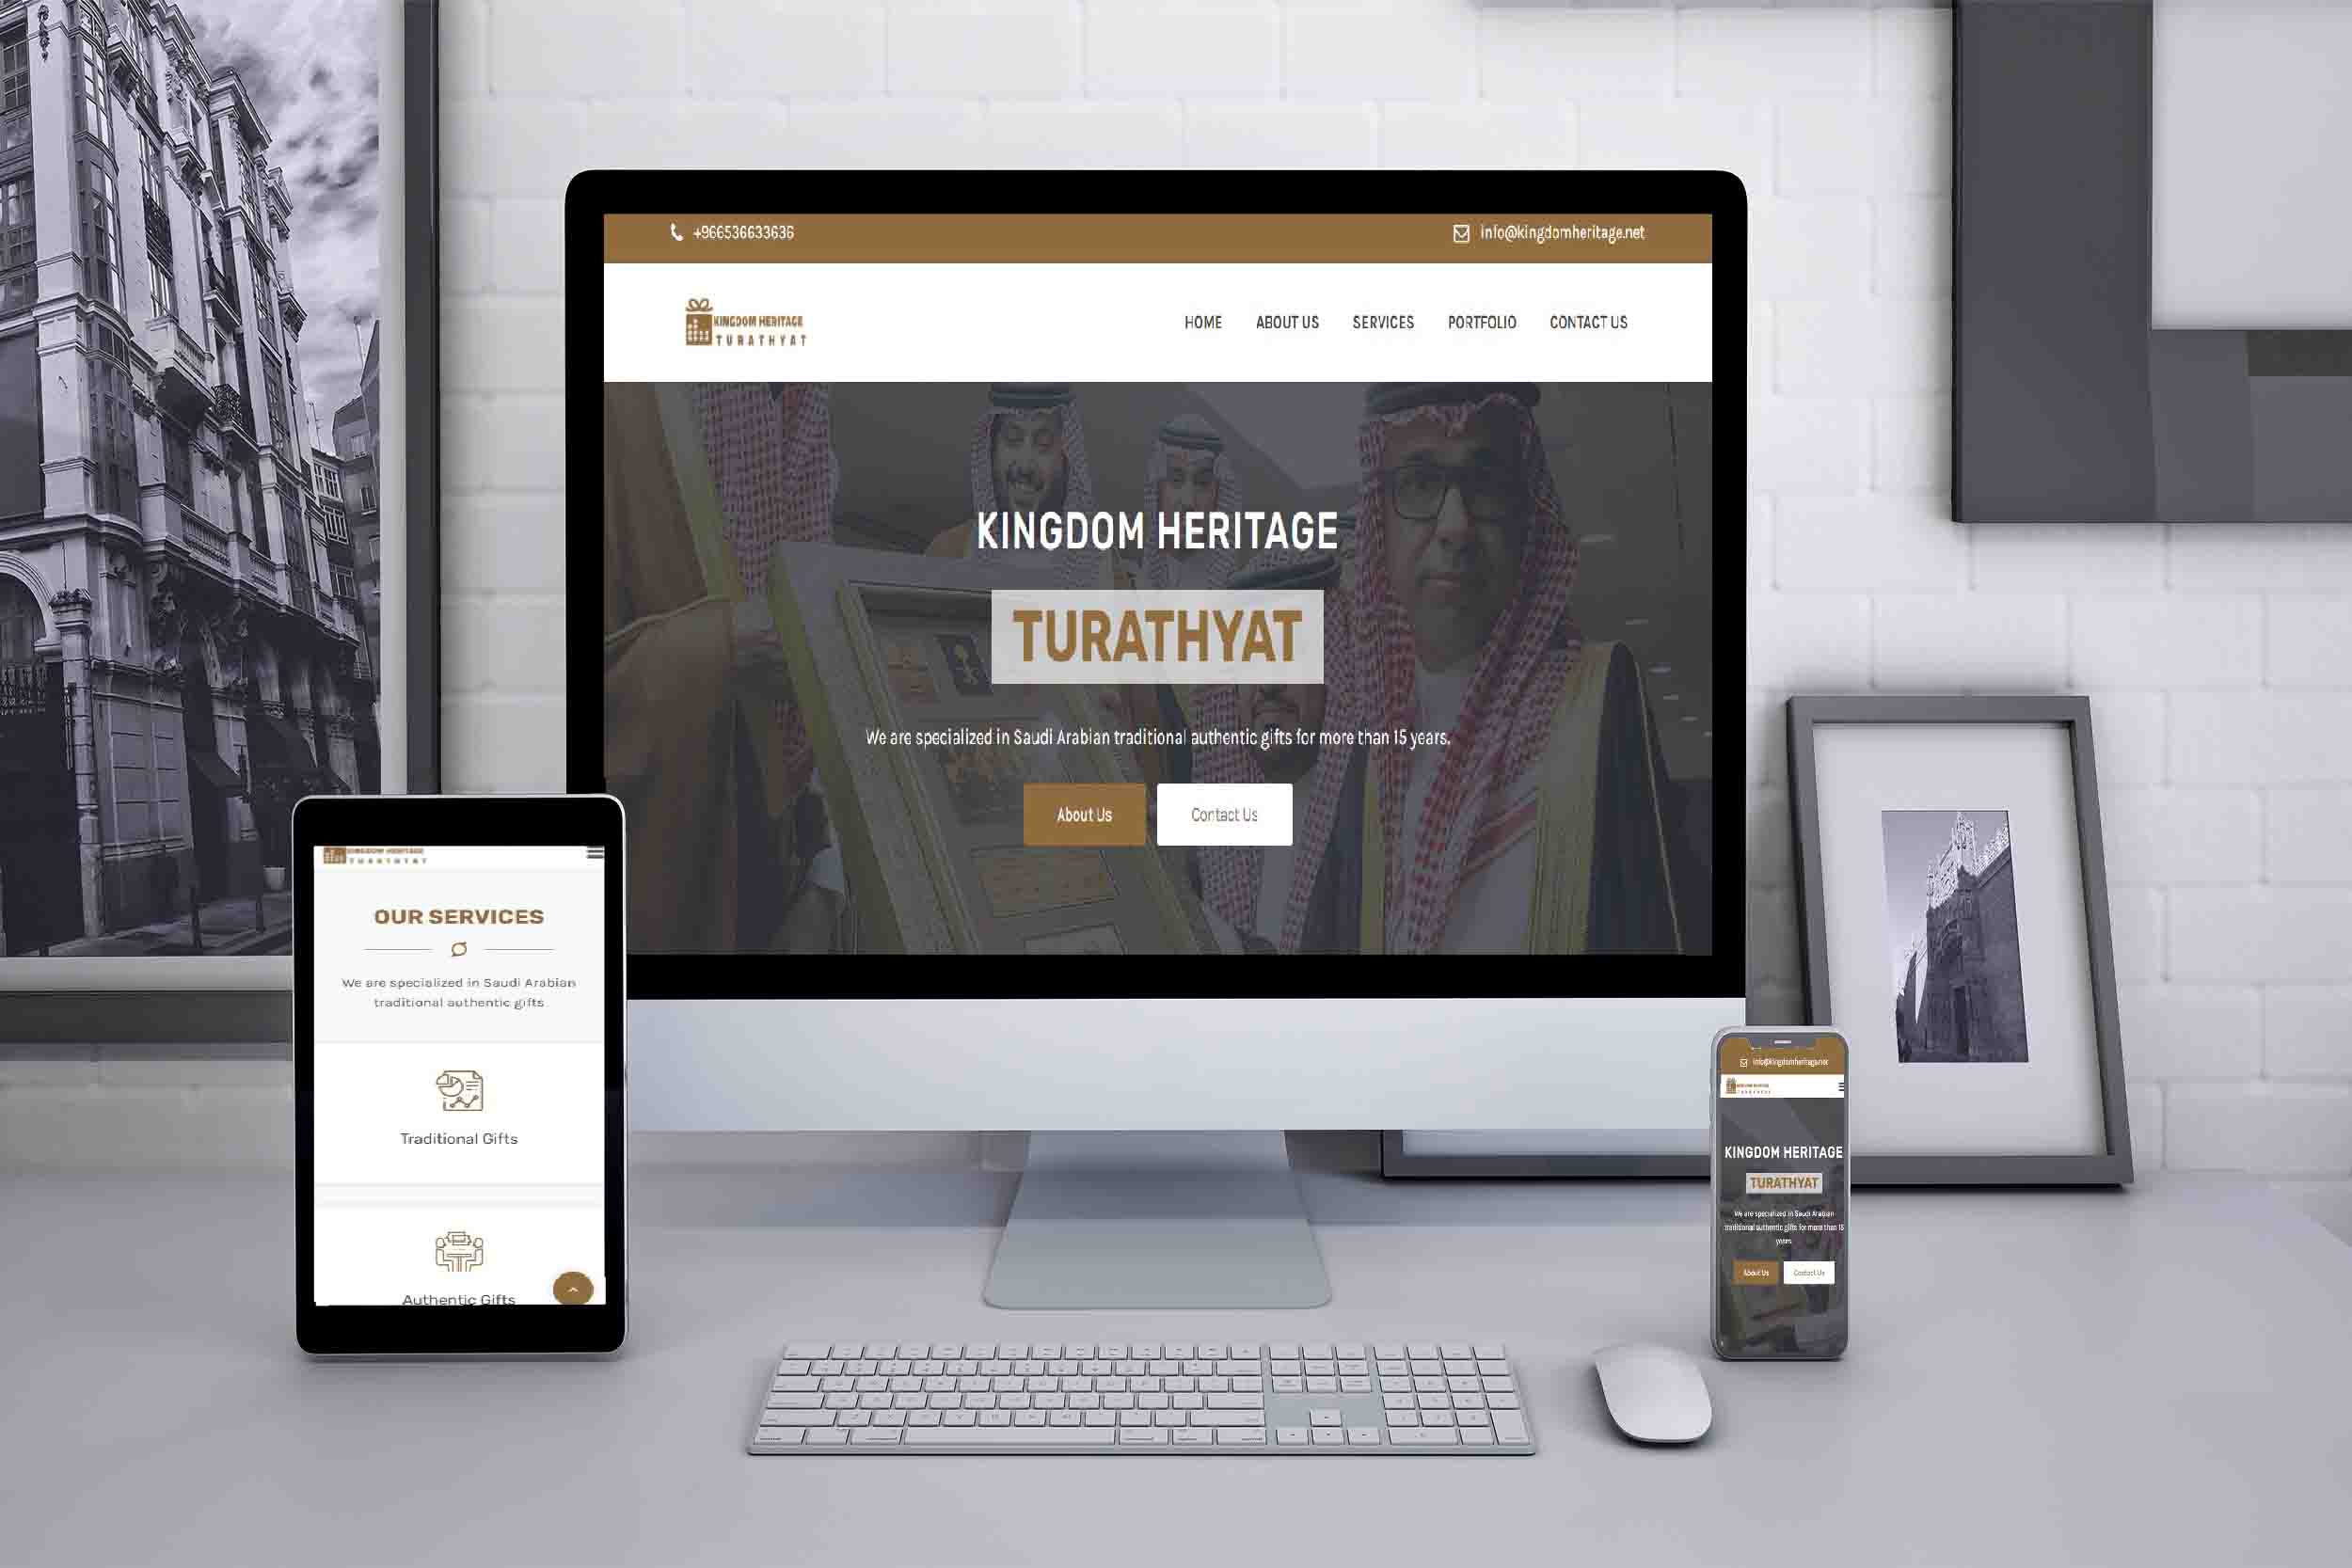 +966536633636
info@kingdomheritage.net
KINGDOM HERITAGE
TURATHYAT
HOME ABOUT US SERVICES PORTFOLIO CONTACT US
KINGDOM HERITAGE
TURATHYAT
We are specialized in Saudi Arabian traditional authentic gifts for more than 15 years.
About Us
Contact Us
KINGDOM HERITAGE
TURATHYAT
OUR SERVICES
We are specialized in Saudi Arabian
traditional authentic gifts
Traditional Gifts
Authentic Gifts
info@kingdomheritage.net
KINGDOM HERITAGE
TURATHYAT
KINGDOM HERITAGE
TURATHYAT
We are specialized in Saudi Arabian
traditional authentic gifts for more than 15
years
About Us
Contact Us